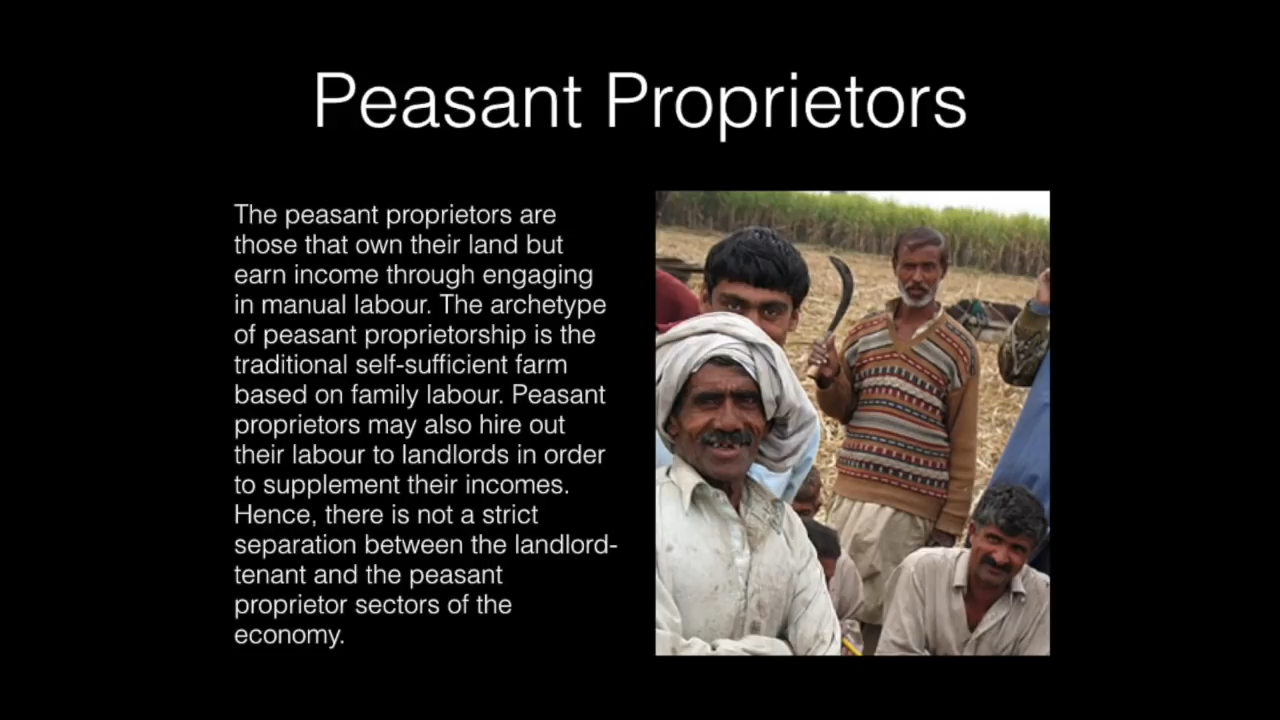 Peasant Proprietors
The peasant proprietors are
those that own their land but
earn income through engaging
in manual labour. The archetype
of peasant proprietorship is the
traditional self-sufficient farm
based on family labour. Peasant
proprietors may also hire out
their labour to landlords in order
to supplement their incomes.
Hence, there is not a strict
separation between the landlord-
tenant and the peasant
proprietor sectors of the
economy.